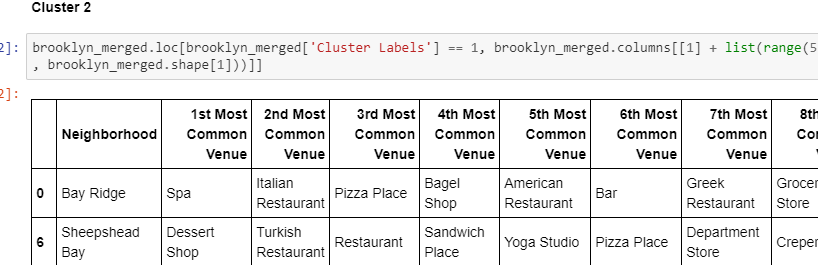 Cluster 2
2]: brooklyn_merged.loc[brooklyn_merged['Cluster Labels'] == 1, brooklyn_merged.columns[[1] + list(range(5
, brooklyn_merged.shape[1]))]]
2]:
Neighborhood 1st Most Common Venue 2nd Most Common Venue 3rd Most Common Venue 4th Most Common Venue 5th Most Common Venue 6th Most Common Venue 7th Most Common Venue 8th
0 Bay Ridge Spa Italian Restaurant Pizza Place Bagel Shop American Restaurant Bar Greek Restaurant Grocer Store
6 Sheepshead Bay Dessert Shop Turkish Restaurant Restaurant Sandwich Place Yoga Studio Pizza Place Department Store Creper